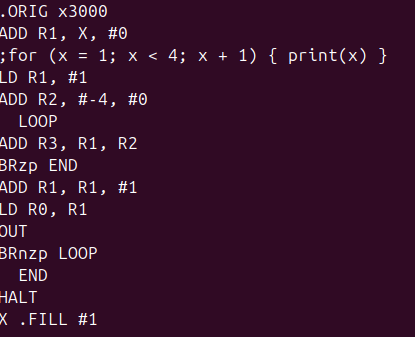 .ORIG x3000
ADD R1, X, #0
;for (x = 1; x < 4; x + 1) { print(x) }
LD R1, #1
ADD R2, #-4, #0
  LOOP
ADD R3, R1, R2
BRzp END
ADD R1, R1, #1
LD R0, R1
OUT
BRnzp LOOP
  END
HALT
X .FILL #1